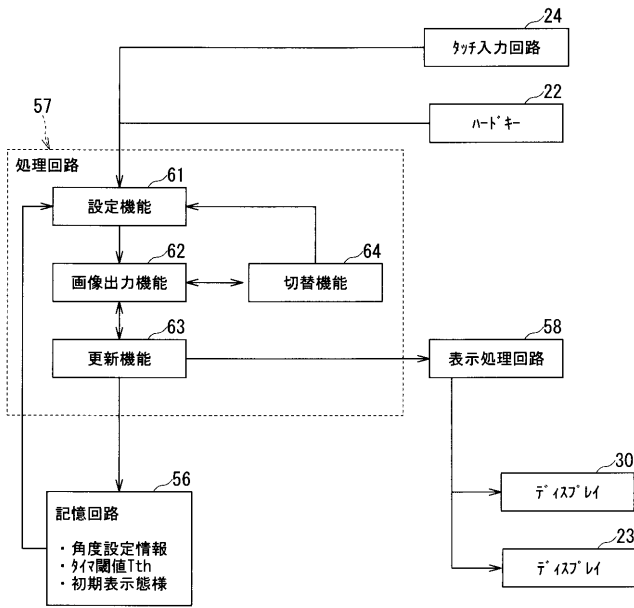 24
ﾀｯﾁ入力回路
22
ﾊｰﾄﾞｷｰ
57
処理回路
61
設定機能
62
画像出力機能
64
切替機能
63
更新機能
58
表示処理回路
56
記憶回路
・角度設定情報
・ﾀｲﾏ閾値Tth
・初期表示態様
30
ﾃﾞｨｽﾌﾟﾚｲ
23
ﾃﾞｨｽﾌﾟﾚｲ